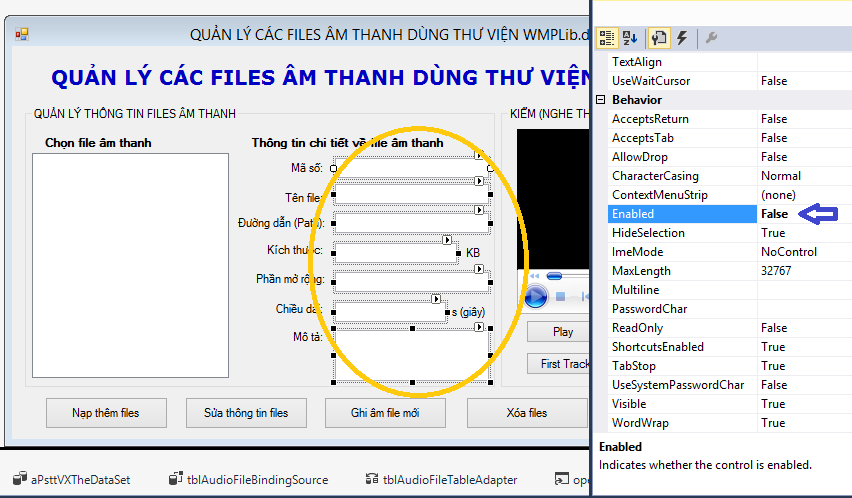 QUẢN LÝ CÁC FILES ÂM THANH DÙNG THƯ VIỆN WMPLib.d
QUẢN LÝ CÁC FILES ÂM THANH DÙNG THƯ VIỆN
QUẢN LÝ THÔNG TIN FILES ÂM THANH
KIỂM (NGHE TH
Chọn file âm thanh
Thông tin chi tiết về file âm thanh
Mã số:
Tên file:
Đường dẫn (Path):
Kích thước:
KB
Phần mở rộng:
Chiều dài:
s (giây)
Mô tả:
Play
First Track
Nạp thêm files
Sửa thông tin files
Ghi âm file mới
Xóa files
aPsttVXTheDataSet
tblAudioFileBindingSource
tblAudioFileTableAdapter
ope
TextAlign
UseWaitCursor False
Behavior
AcceptsReturn False
AcceptsTab False
AllowDrop False
CharacterCasing Normal
ContextMenuStrip (none)
Enabled False
HideSelection True
ImeMode NoControl
MaxLength 32767
Multiline
PasswordChar
ReadOnly False
ShortcutsEnabled True
TabStop True
UseSystemPasswordChar False
Visible True
WordWrap True
Enabled
Indicates whether the control is enabled.